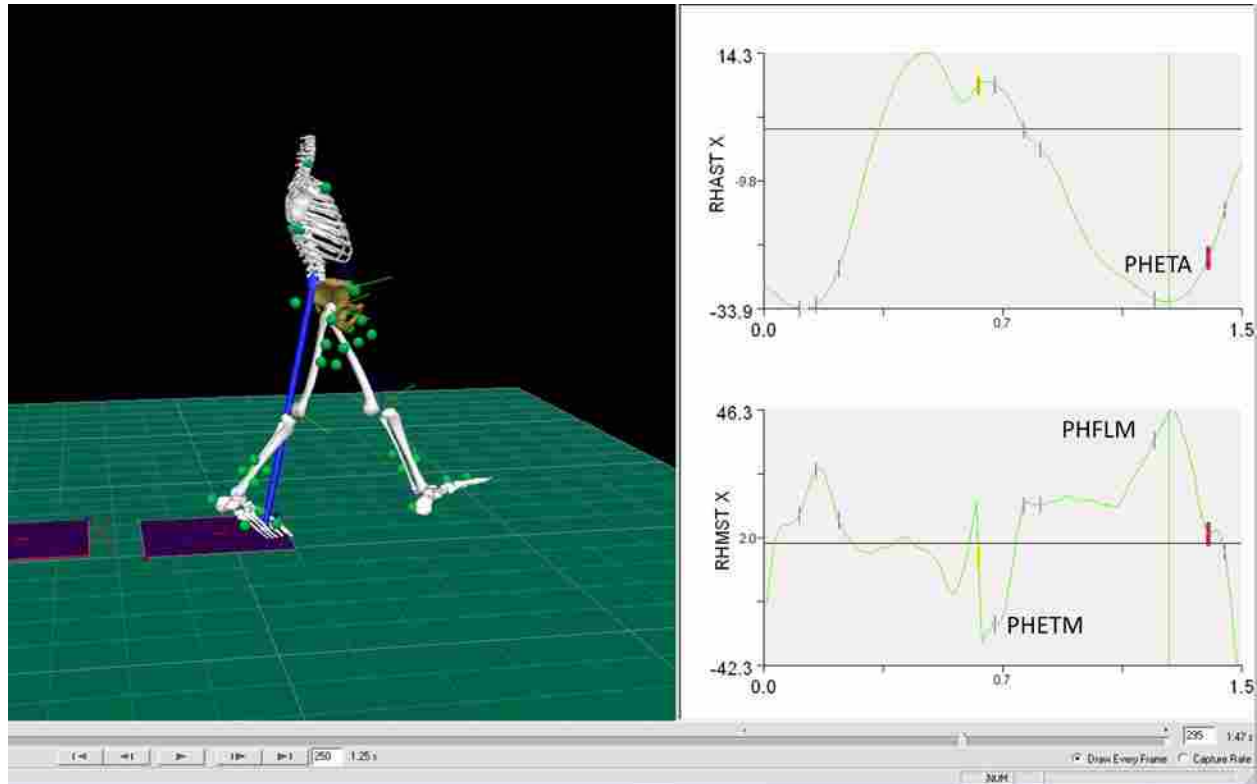 14.3
RHAST X
-9.8
PHETA
-33.9
0.0
0.7
1.5
46.3
PHFLM
RHMST X
2.0
PHETM
-42.3
0.0
0.7
1.5
295 1.47 s
250 1.25 s
Draw Every Frame Capture Rate
NUM